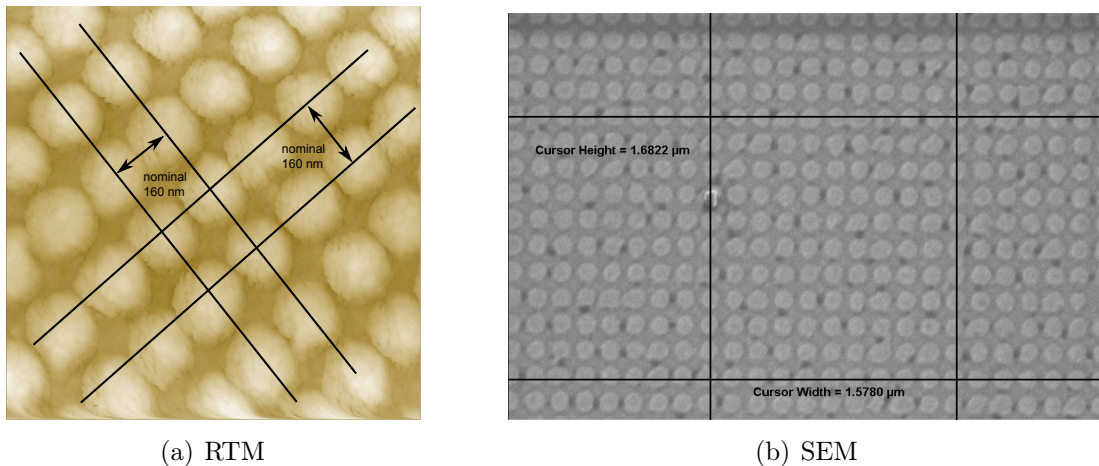 nominal
160 nm
nominal
160 nm
Cursor Height = 1.6822 µm
Cursor Width = 1.5780 µm
(a) RTM
(b) SEM